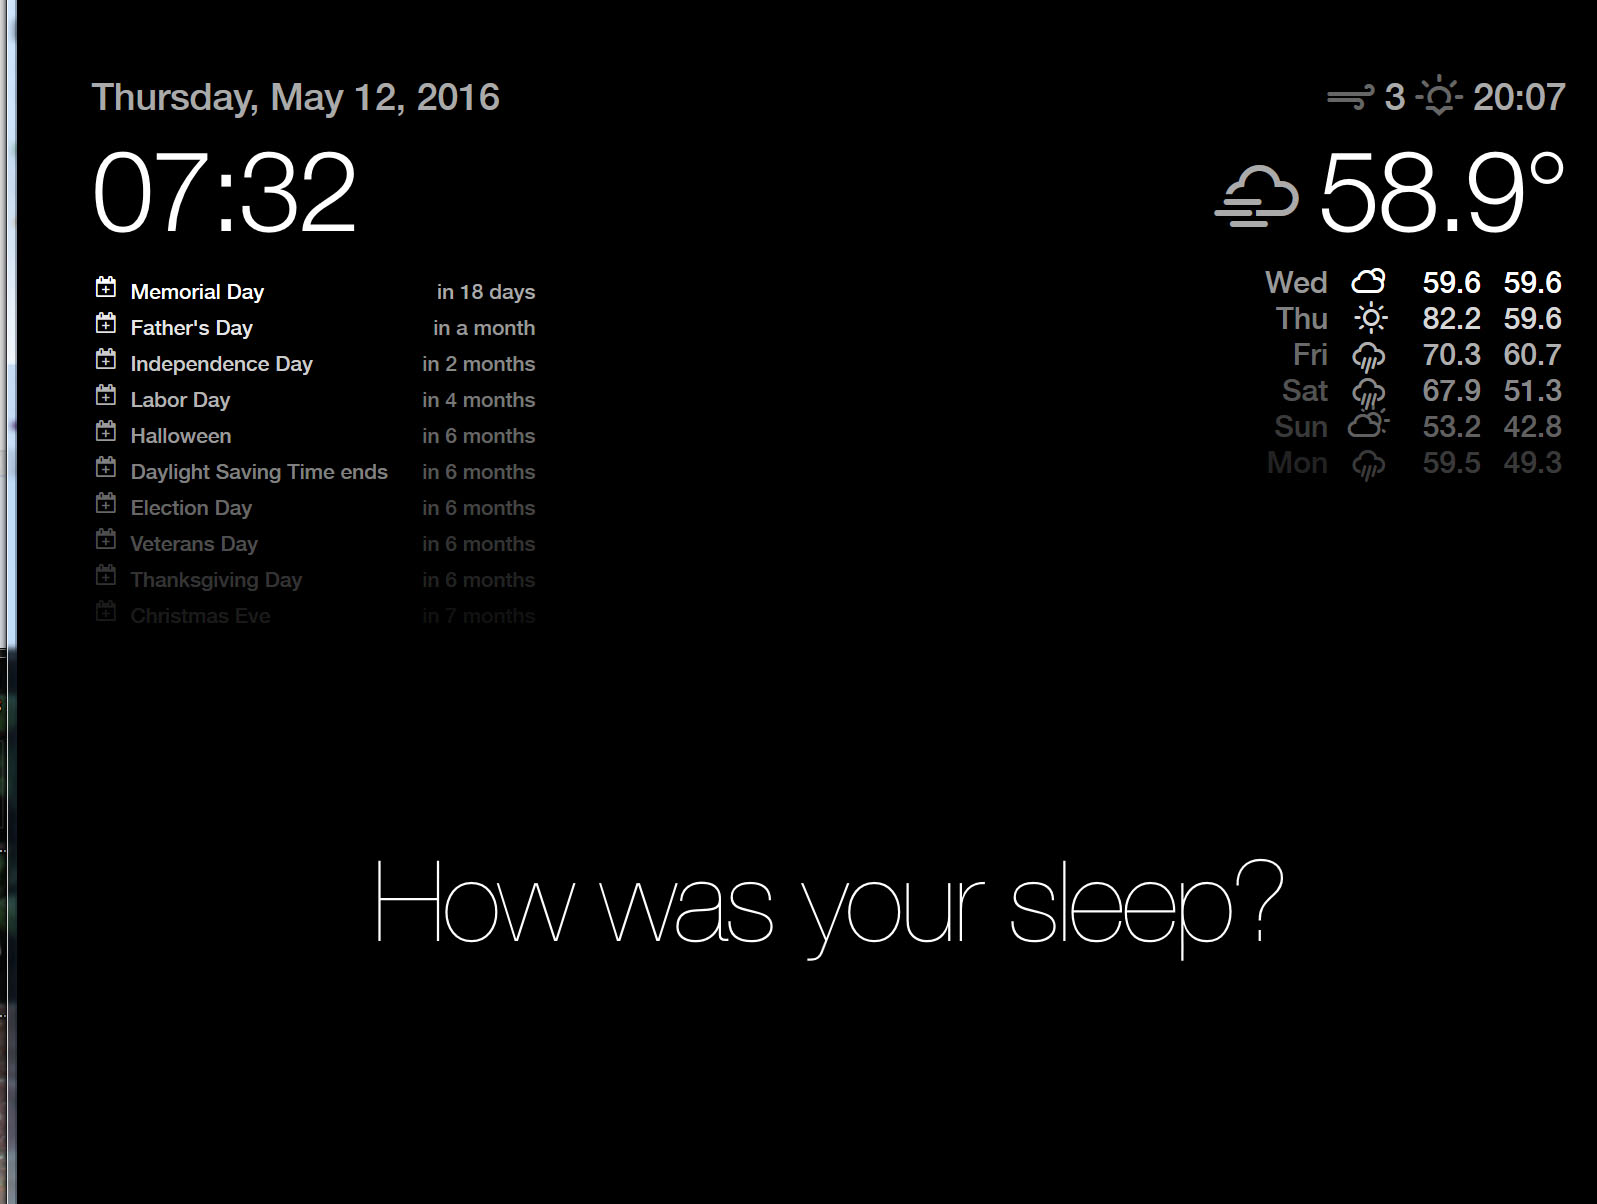 Thursday, May 12, 2016
07:32
Memorial Day in 18 days
Father's Day in a month
Independence Day in 2 months
Labor Day in 4 months
Halloween in 6 months
Daylight Saving Time ends in 6 months
Election Day in 6 months
Veterans Day in 6 months
Thanksgiving Day in 6 months
Christmas Eve in 7 months
3 20:07
58.9°
Wed 59.6 59.6
Thu 82.2 59.6
Fri 70.3 60.7
Sat 67.9 51.3
Sun 53.2 42.8
Mon 59.5 49.3
How was your sleep?